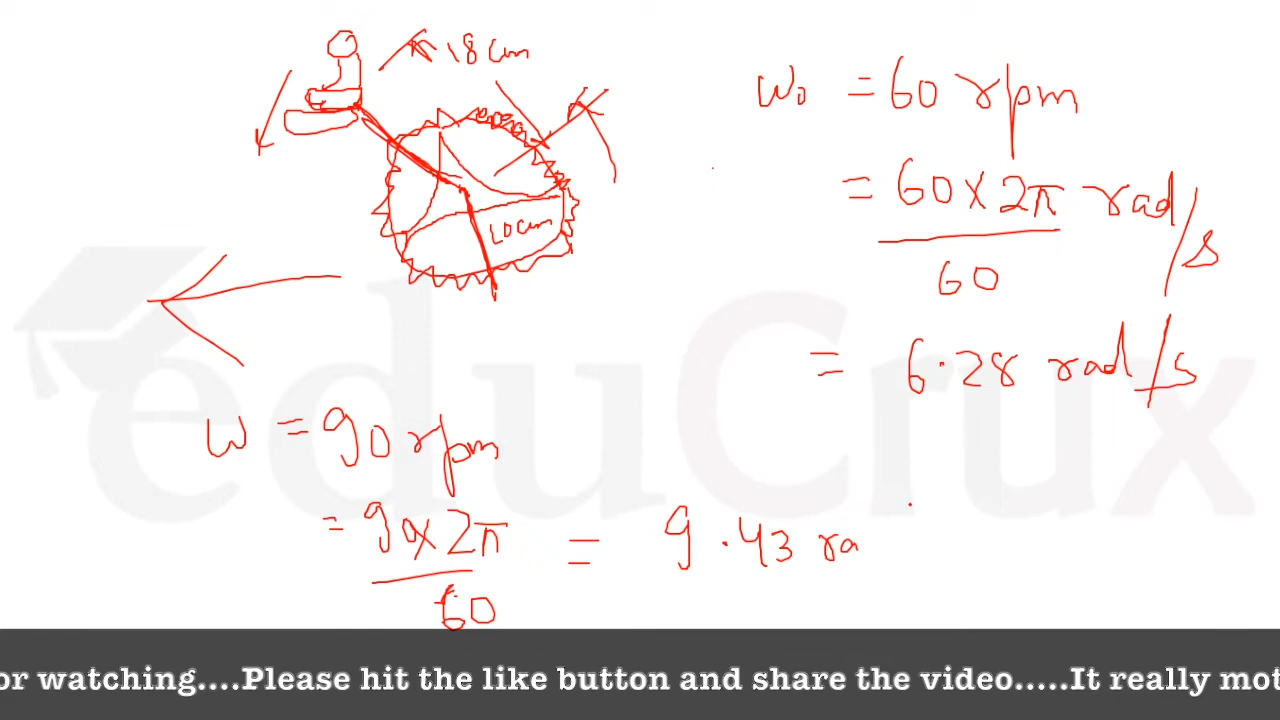 18 cm
10 cm
ω₀ = 60 rpm
= 60 x 2π rad/s
60
= 6.28 rad/s
ω = 90 rpm
= 90 x 2π = 9.43 ra
60
eduCrux
or watching....Please hit the like button and share the video.....It really mot